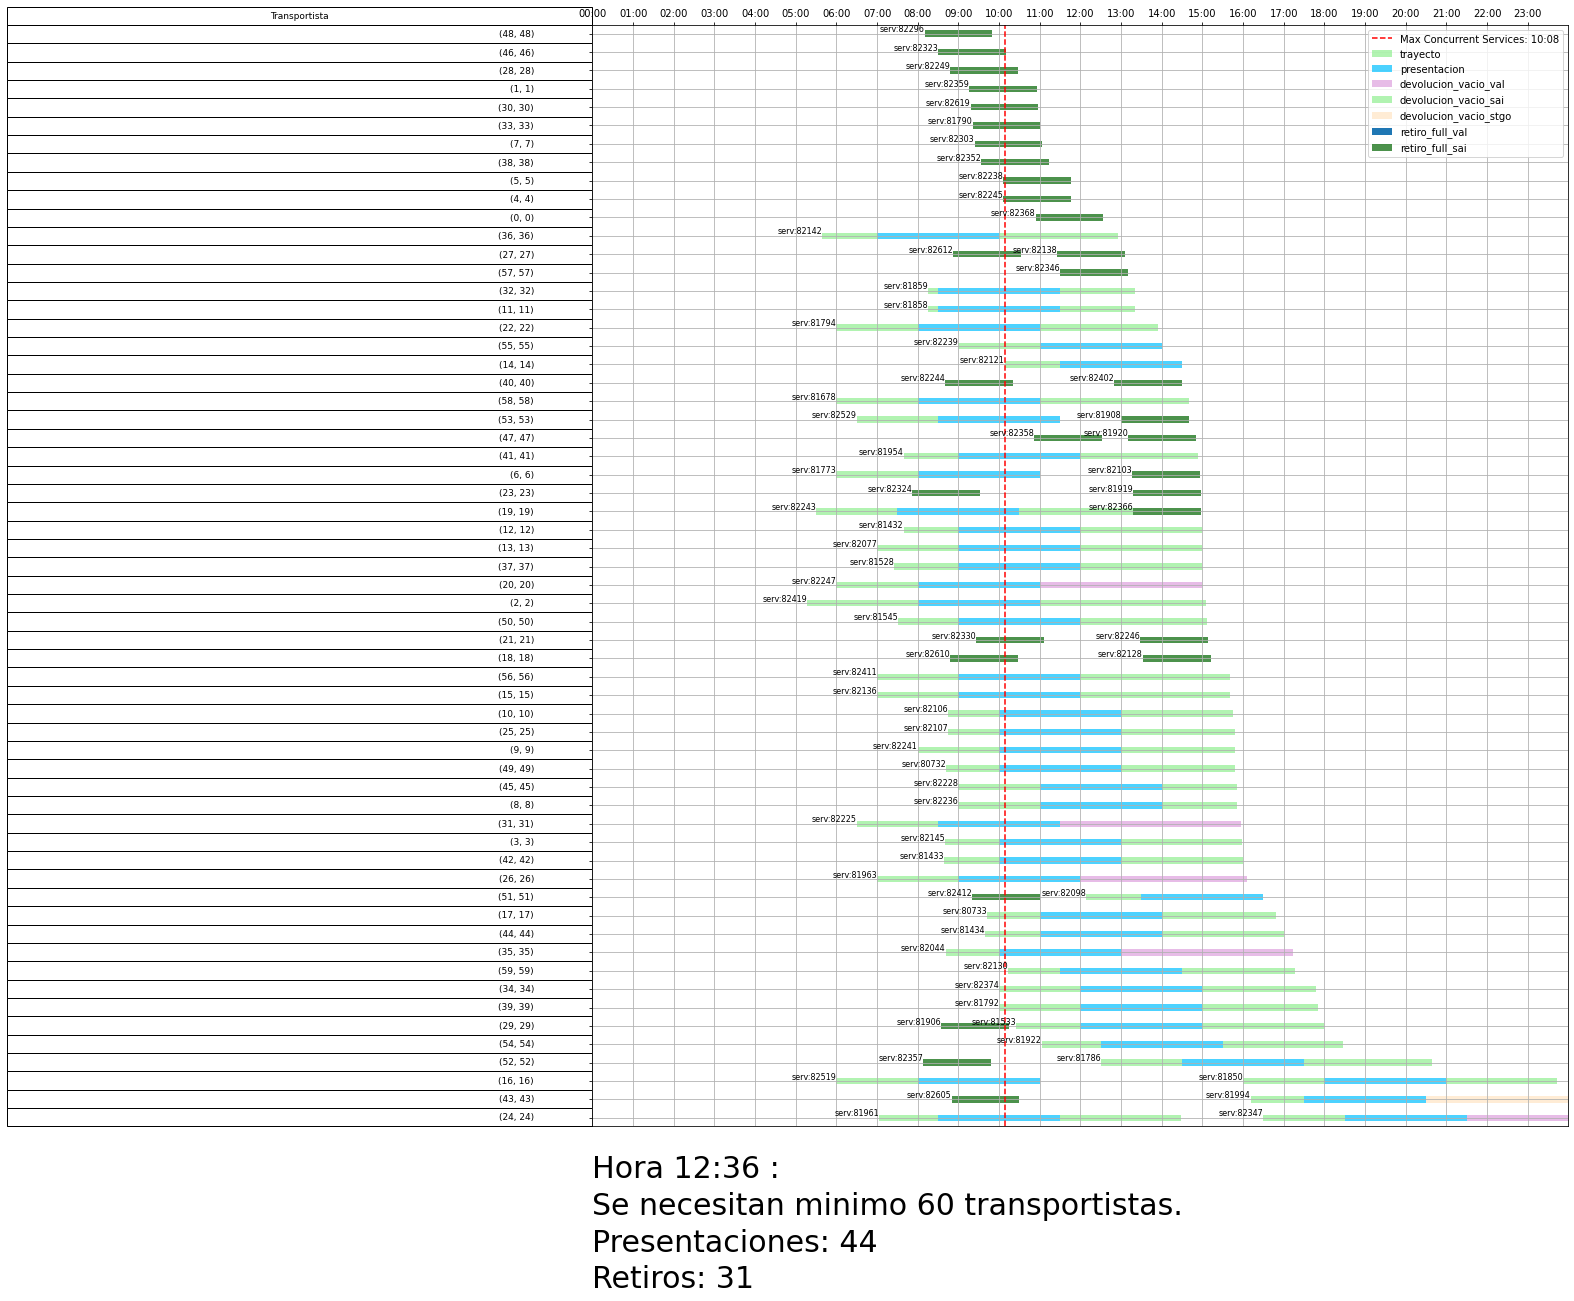 Transportista
00:00 01:00 02:00 03:00 04:00 05:00 06:00 07:00 08:00 09:00 10:00 11:00 12:00 13:00 14:00 15:00 16:00 17:00 18:00 19:00 20:00 21:00 22:00 23:00
Max Concurrent Services: 10:08
trayecto
presentacion
devolucion_vacio_val
devolucion_vacio_sai
devolucion_vacio_stgo
retiro_full_val
retiro_full_sai
(48, 48) serv:82296
(46, 46) serv:82323
(28, 28) serv:82249
(1, 1) serv:82359
(30, 30) serv:82619
(33, 33) serv:81790
(7, 7) serv:82303
(38, 38) serv:82352
(5, 5) serv:82238
(4, 4) serv:82245
(0, 0) serv:82368
(36, 36) serv:82142
(27, 27) serv:82612 serv:82138
(57, 57) serv:82346
(32, 32) serv:81859
(11, 11) serv:81858
(22, 22) serv:81794
(55, 55) serv:82239
(14, 14) serv:82121
(40, 40) serv:82244 serv:82402
(58, 58) serv:81678
(53, 53) serv:82529 serv:81908
(47, 47) serv:82358 serv:81920
(41, 41) serv:81954
(6, 6) serv:81773 serv:82103
(23, 23) serv:82324 serv:81919
(19, 19) serv:82243 serv:82366
(12, 12) serv:81432
(13, 13) serv:82077
(37, 37) serv:81528
(20, 20) serv:82247
(2, 2) serv:82419
(50, 50) serv:81545
(21, 21) serv:82330 serv:82246
(18, 18) serv:82610 serv:82128
(56, 56) serv:82411
(15, 15) serv:82136
(10, 10) serv:82106
(25, 25) serv:82107
(9, 9) serv:82241
(49, 49) serv:80732
(45, 45) serv:82228
(8, 8) serv:82236
(31, 31) serv:82225
(3, 3) serv:82145
(42, 42) serv:81433
(26, 26) serv:81963
(51, 51) serv:82412 serv:82098
(17, 17) serv:80733
(44, 44) serv:81434
(35, 35) serv:82044
(59, 59) serv:82130
(34, 34) serv:82374
(39, 39) serv:81792
(29, 29) serv:81906 serv:81533
(54, 54) serv:81922
(52, 52) serv:82357 serv:81786
(16, 16) serv:82519 serv:81850
(43, 43) serv:82605 serv:81994
(24, 24) serv:81961 serv:82347
Hora 12:36 :
Se necesitan minimo 60 transportistas.
Presentaciones: 44
Retiros: 31